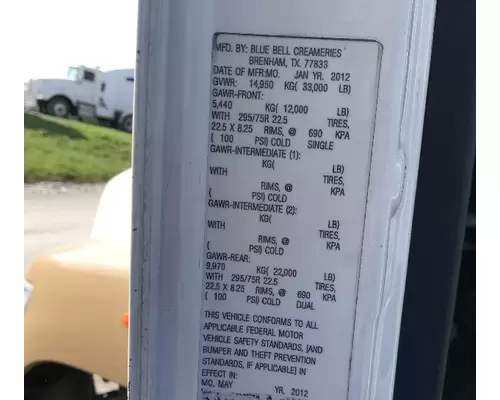 MFD. BY: BLUE BELL CREAMERIES
BRENHAM, TX. 77833
DATE OF MFR:MO. JAN YR. 2012
GVWR: 14,950 KG( 33,000 LB)
GAWR-FRONT:
5,440 KG( 12,000 LB)
WITH 295/75R 22.5 TIRES,
22.5 X 8.25 RIMS, @ 690 KPA
( 100 PSI) COLD SINGLE
GAWR-INTERMEDIATE (1):
KG( LB)
WITH TIRES,
RIMS, @ KPA
( PSI) COLD
GAWR-INTERMEDIATE (2):
KG( LB)
WITH TIRES,
RIMS, @ KPA
( PSI) COLD
GAWR-REAR:
9,970 KG( 22,000 LB)
WITH 295/75R 22.5 TIRES,
22.5 X 8.25 RIMS, @ 690 KPA
( 100 PSI) COLD DUAL
THIS VEHICLE CONFORMS TO ALL
APPLICABLE FEDERAL MOTOR
VEHICLE SAFETY STANDARDS, [AND
BUMPER AND THEFT PREVENTION
STANDARDS, IF APPLICABLE] IN
EFFECT IN:
MO. MAY YR. 2012